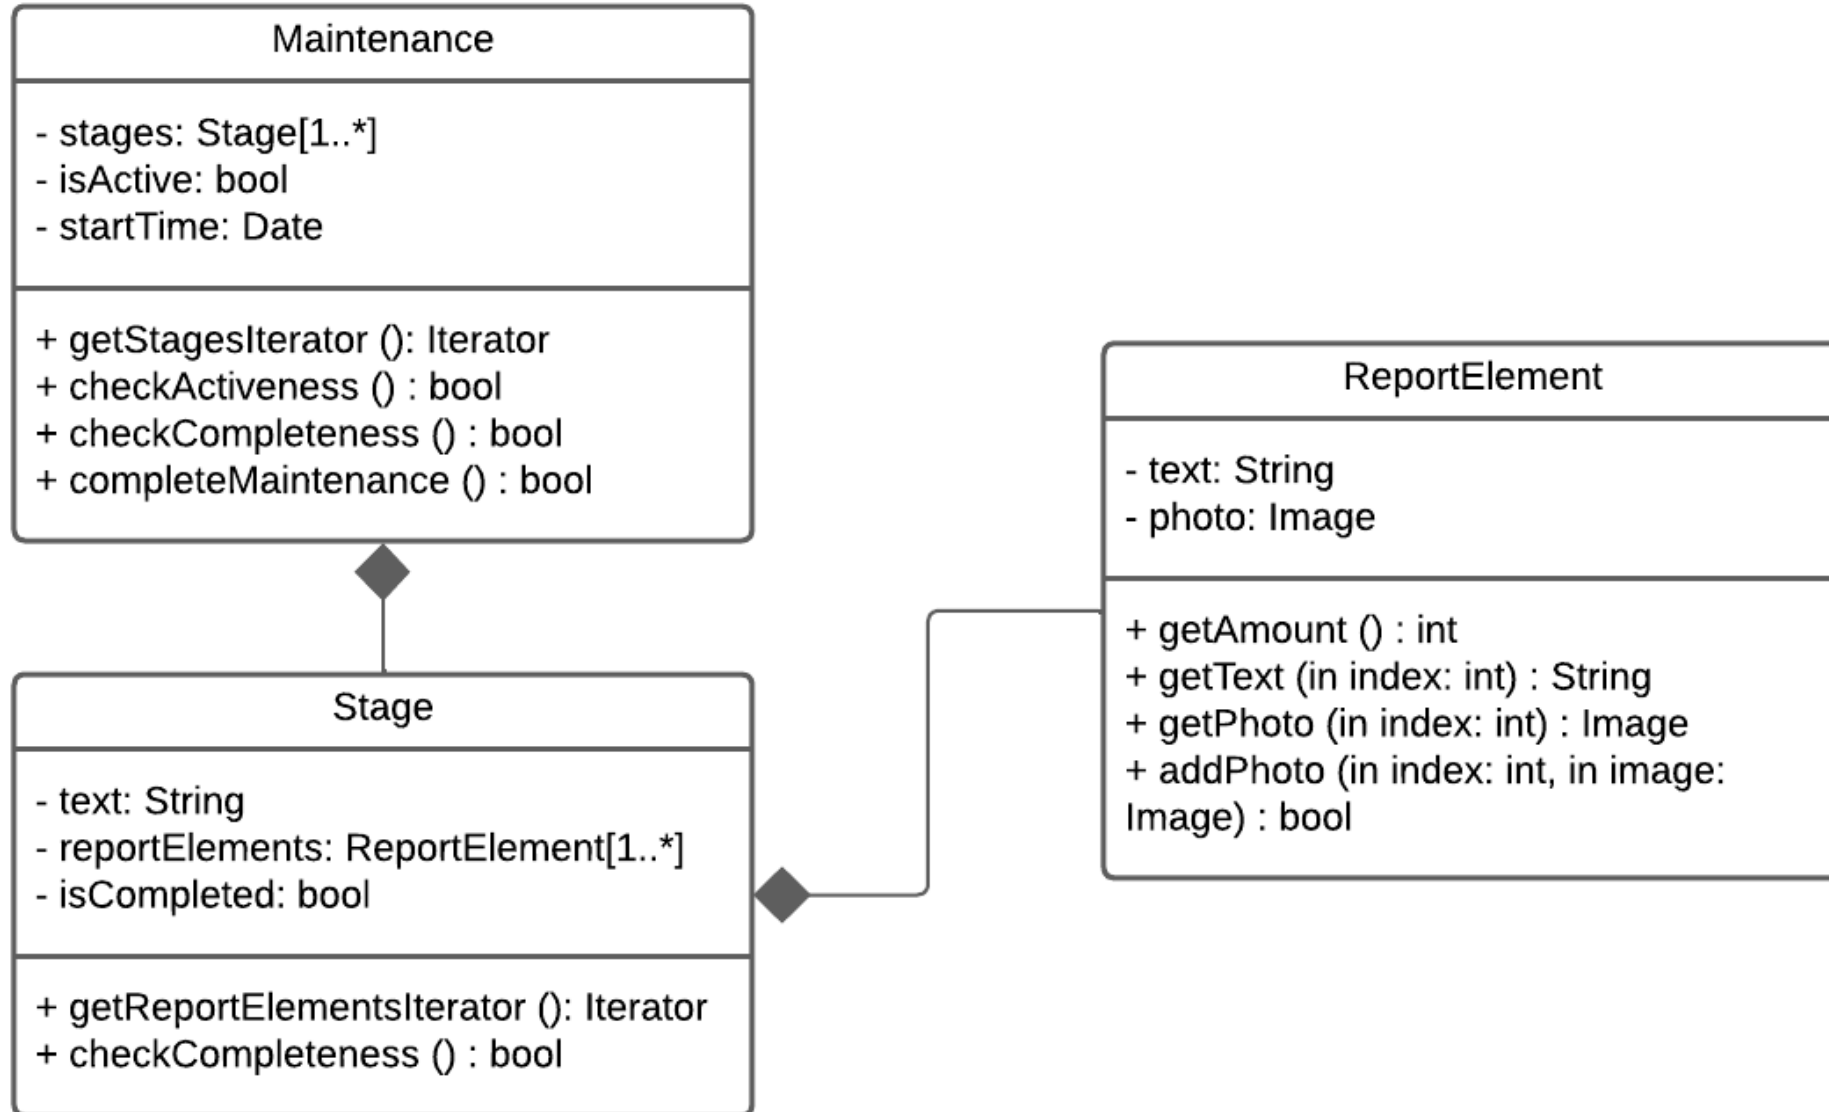 Maintenance
- stages: Stage[1..*]
- isActive: bool
- startTime: Date
+ getStagesIterator (): Iterator
+ checkActiveness () : bool
+ checkCompleteness () : bool
+ completeMaintenance () : bool
Stage
- text: String
- reportElements: ReportElement[1..*]
- isCompleted: bool
+ getReportElementsIterator (): Iterator
+ checkCompleteness () : bool
ReportElement
- text: String
- photo: Image
+ getAmount () : int
+ getText (in index: int) : String
+ getPhoto (in index: int) : Image
+ addPhoto (in index: int, in image:
Image) : bool